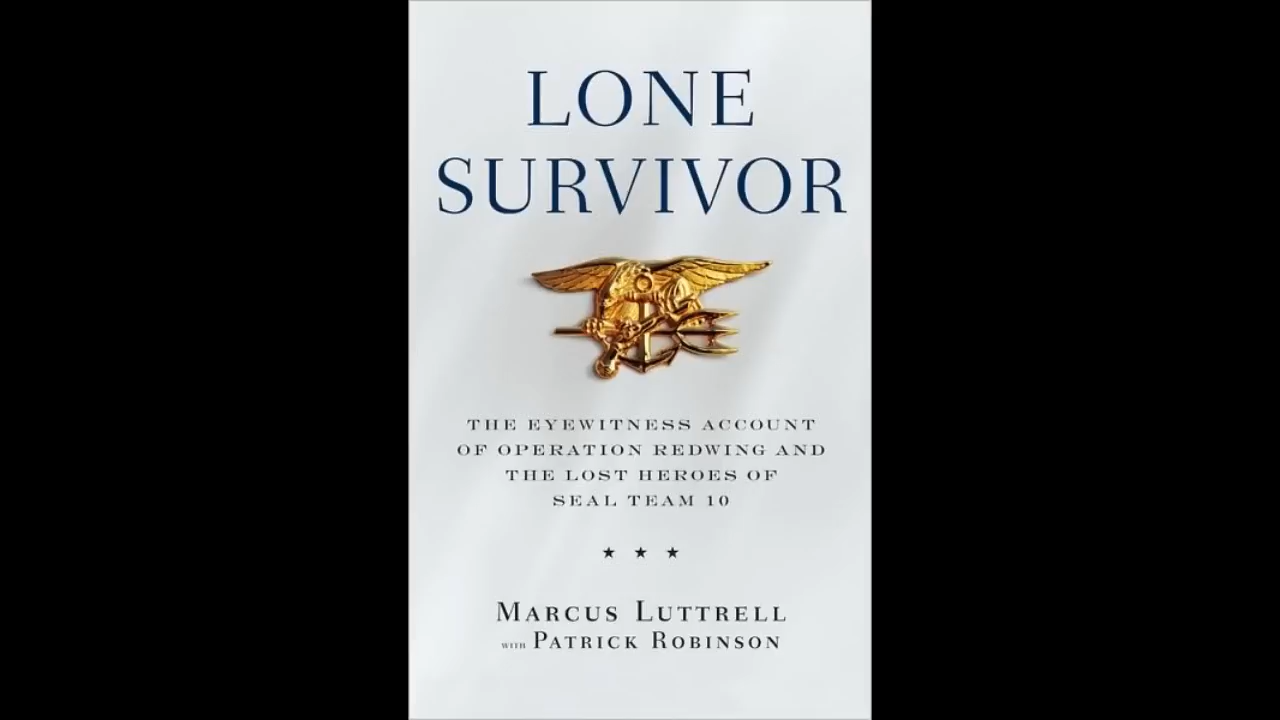 LONE
SURVIVOR
THE EYEWITNESS ACCOUNT
OF OPERATION REDWING AND
THE LOST HEROES OF
SEAL TEAM 10
MARCUS LUTTRELL
WITH PATRICK ROBINSON